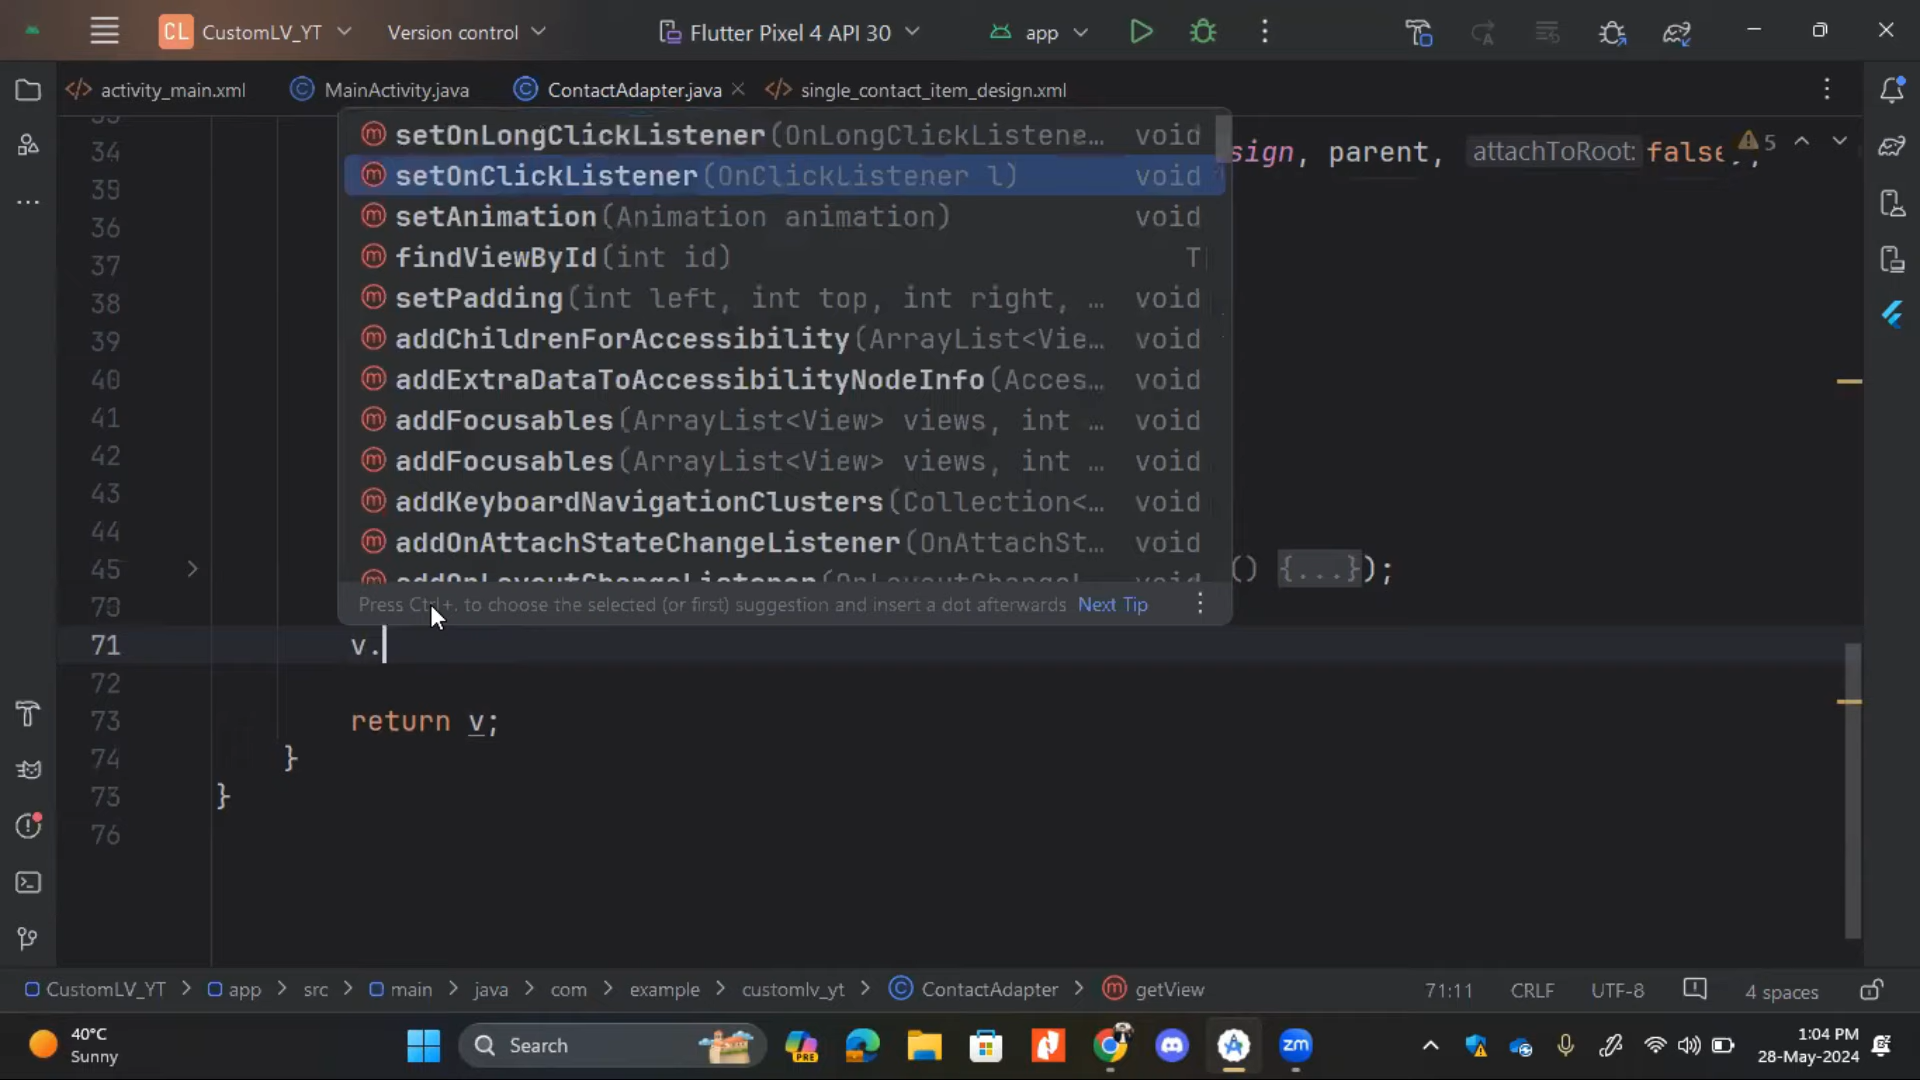 CL CustomLV_YT Version control Flutter Pixel 4 API 30 app
activity_main.xml MainActivity.java ContactAdapter.java single_contact_item_design.xml
setOnLongClickListener(OnLongClickListene… void
setOnClickListener(OnClickListener l) void
setAnimation(Animation animation) void
findViewById(int id) T
setPadding(int left, int top, int right, … void
addChildrenForAccessibility(ArrayList<Vie… void
addExtraDataToAccessibilityNodeInfo(Acces… void
addFocusables(ArrayList<View> views, int … void
addFocusables(ArrayList<View> views, int … void
addKeyboardNavigationClusters(Collection<… void
addOnAttachStateChangeListener(OnAttachSt… void
Press Ctrl+. to choose the selected (or first) suggestion and insert a dot afterwards Next Tip
34 sign, parent, attachToRoot: false); 5
35
36
37
38
39
40
41
42
43
44
45 () {...});
70
71 v.
72
73 return v;
74 }
73 }
76
CustomLV_YT > app > src > main > java > com > example > customlv_yt > ContactAdapter > getView 71:11 CRLF UTF-8 4 spaces
40°C
Sunny
Search
PRE
zm
1:04 PM
28-May-2024